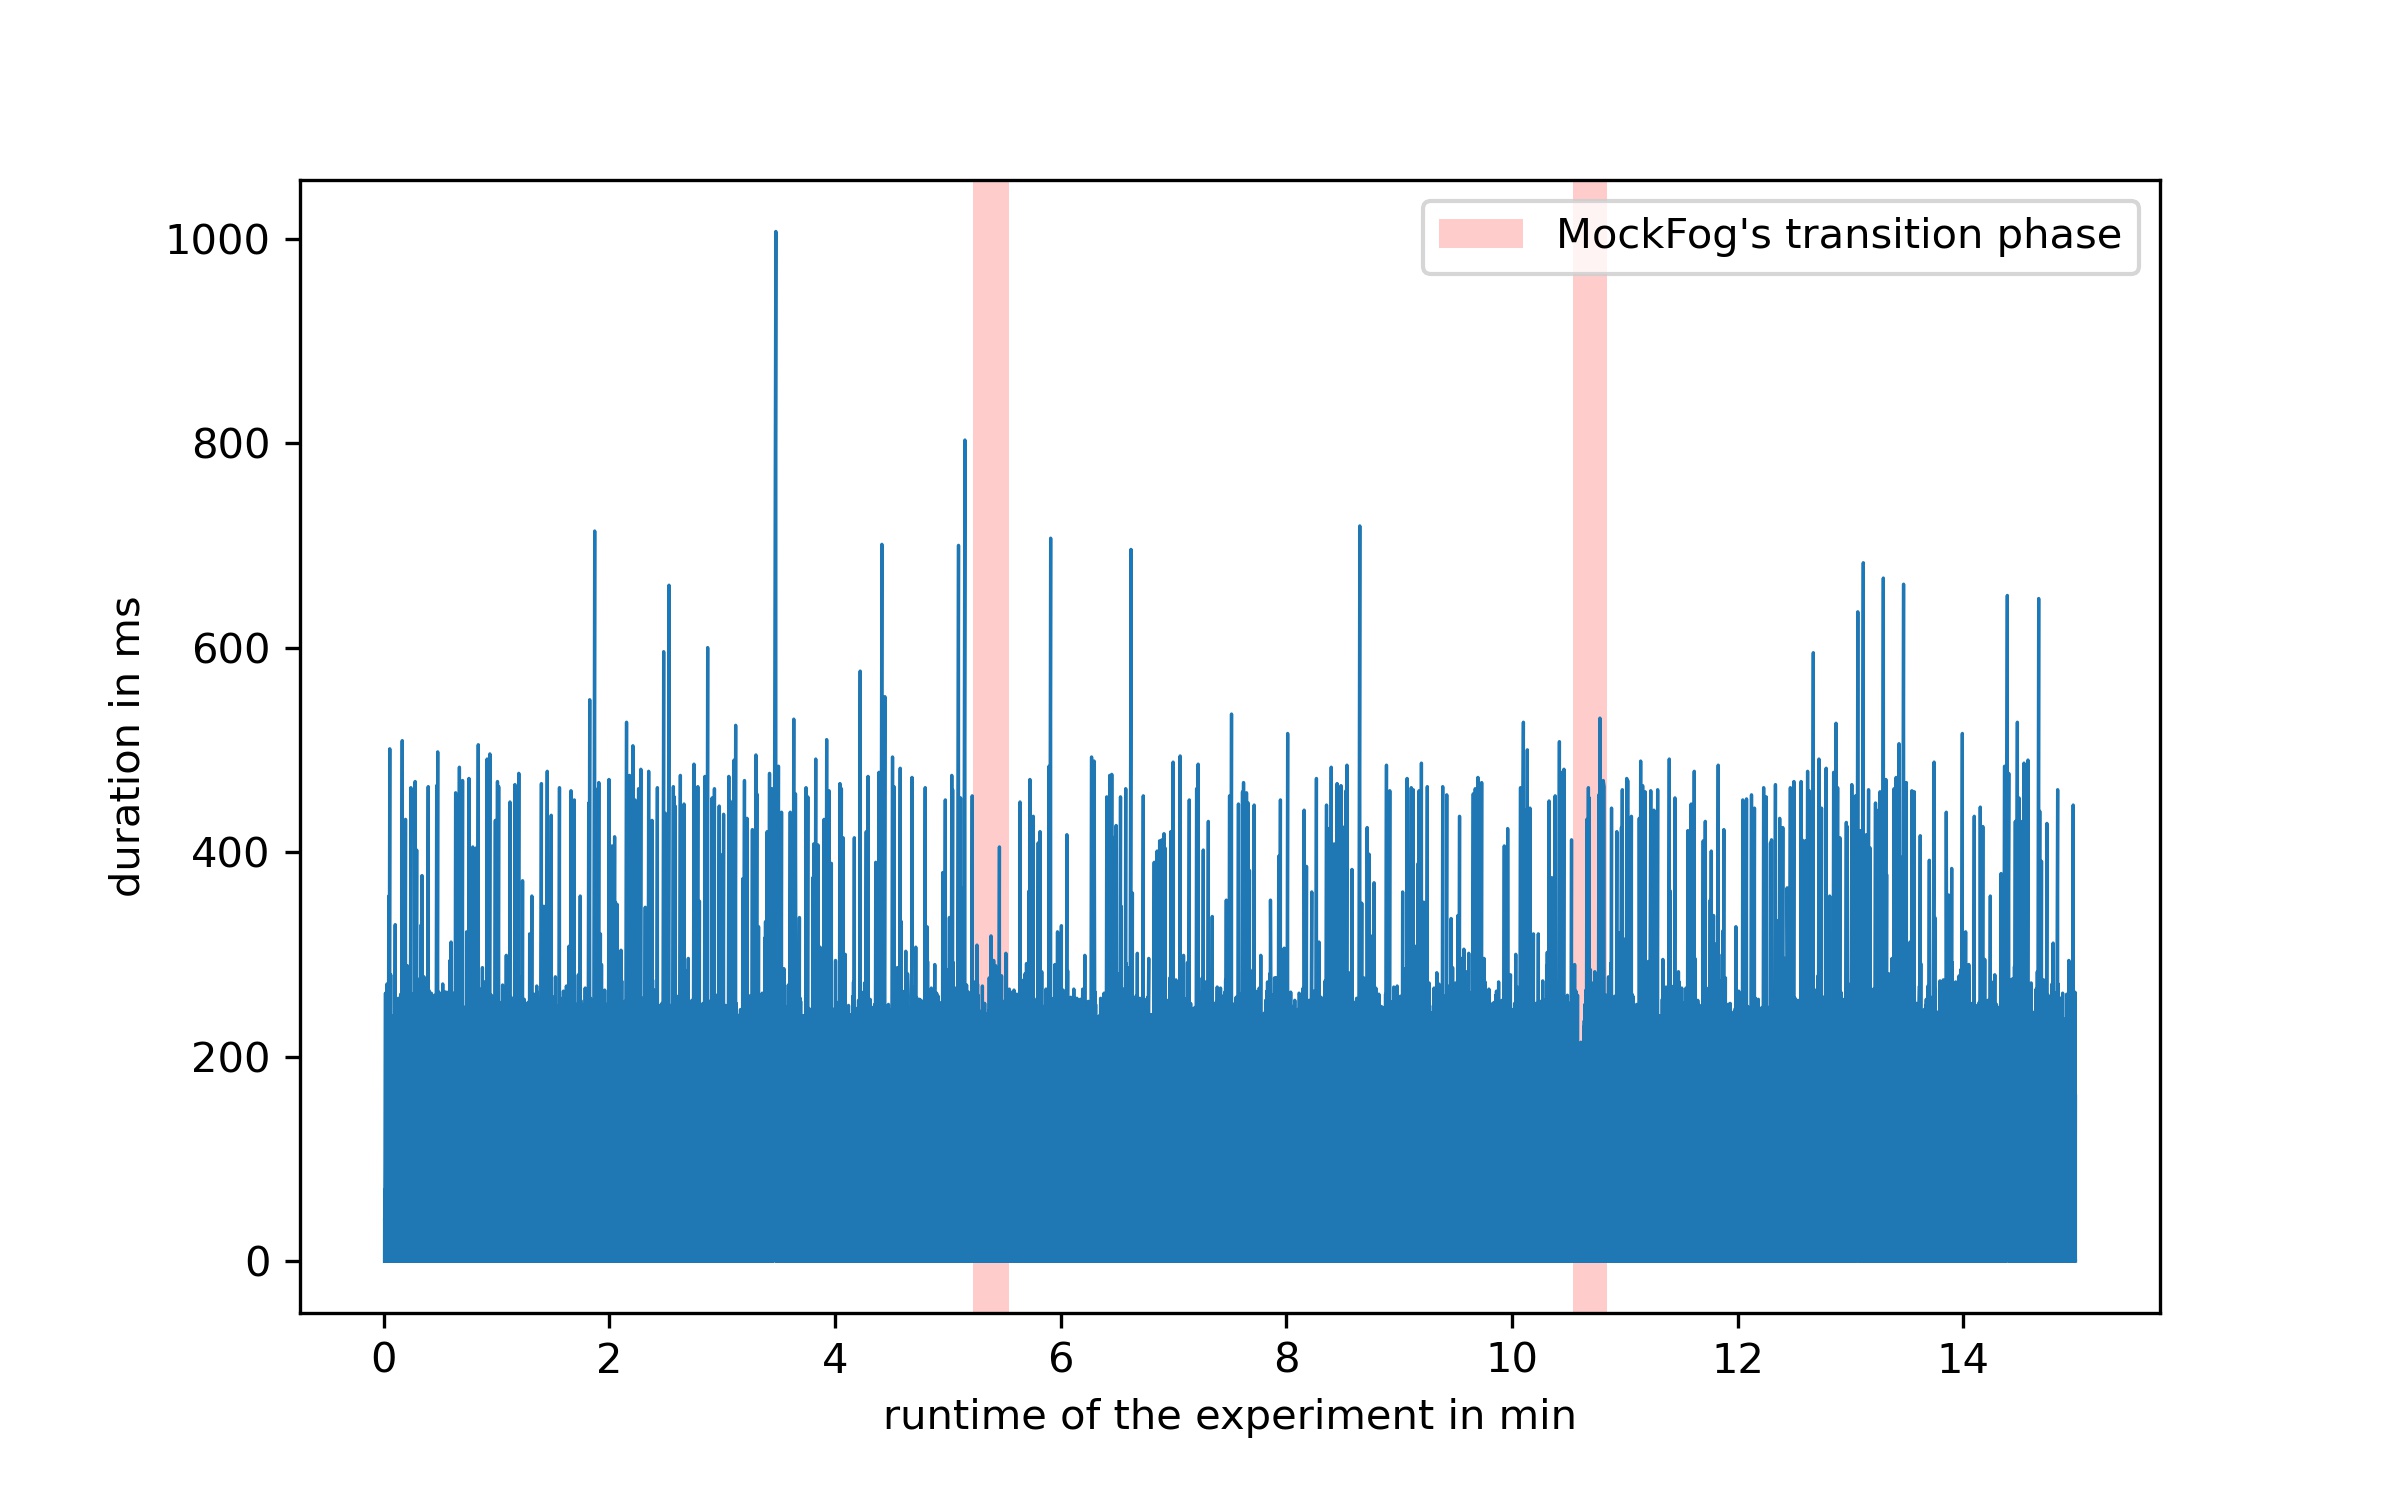 MockFog's transition phase
1000
800
600
400
200
0
duration in ms
0 2 4 6 8 10 12 14
runtime of the experiment in min